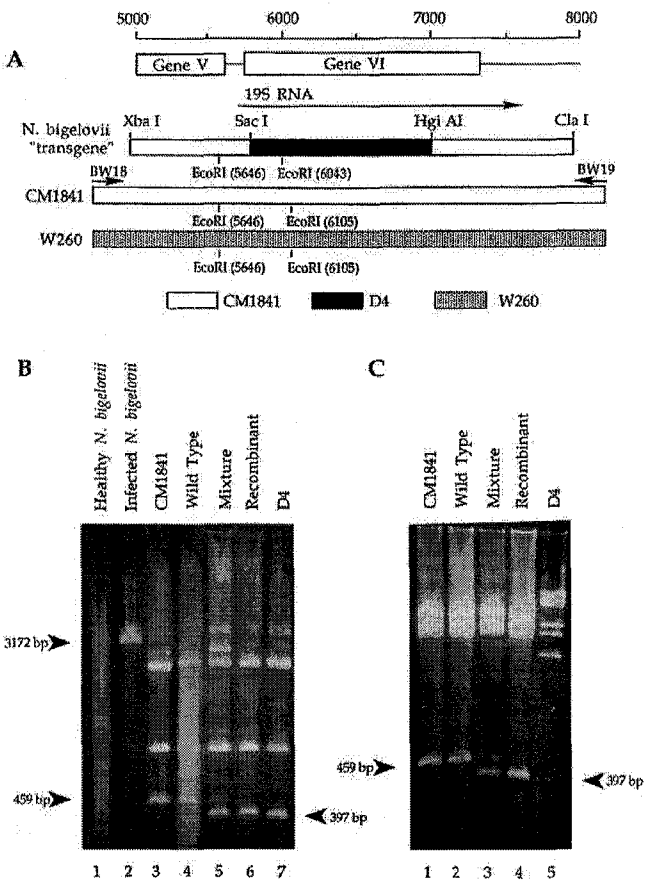 5000 6000 7000 8000
A
Gene V Gene VI
19S RNA
Xba I Sac I Hgi AI Cla I
N. bigelovii
"transgene"
EcoRI (5646) EcoRI (6043)
BW18 BW19
CM1841
EcoRI (5646) EcoRI (6105)
W260
EcoRI (5646) EcoRI (6105)
CM1841 D4 W260
B
Healthy N. bigelovii
Infected N. bigelovii
CM1841
Wild Type
Mixture
Recombinant
D4
3172 bp
459 bp
397 bp
1 2 3 4 5 6 7
C
CM1841
Wild Type
Mixture
Recombinant
D4
459 bp
397 bp
1 2 3 4 5